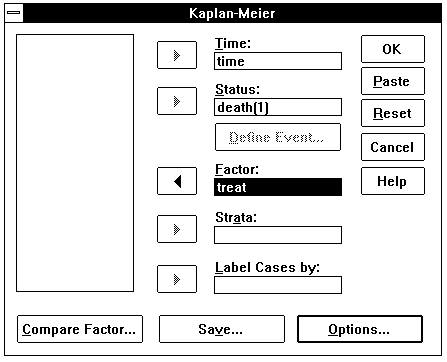 Kaplan-Meier
Time:
time
Status:
death(1)
Define Event...
Factor:
treat
Strata:
Label Cases by:
OK
Paste
Reset
Cancel
Help
Compare Factor...
Save...
Options...